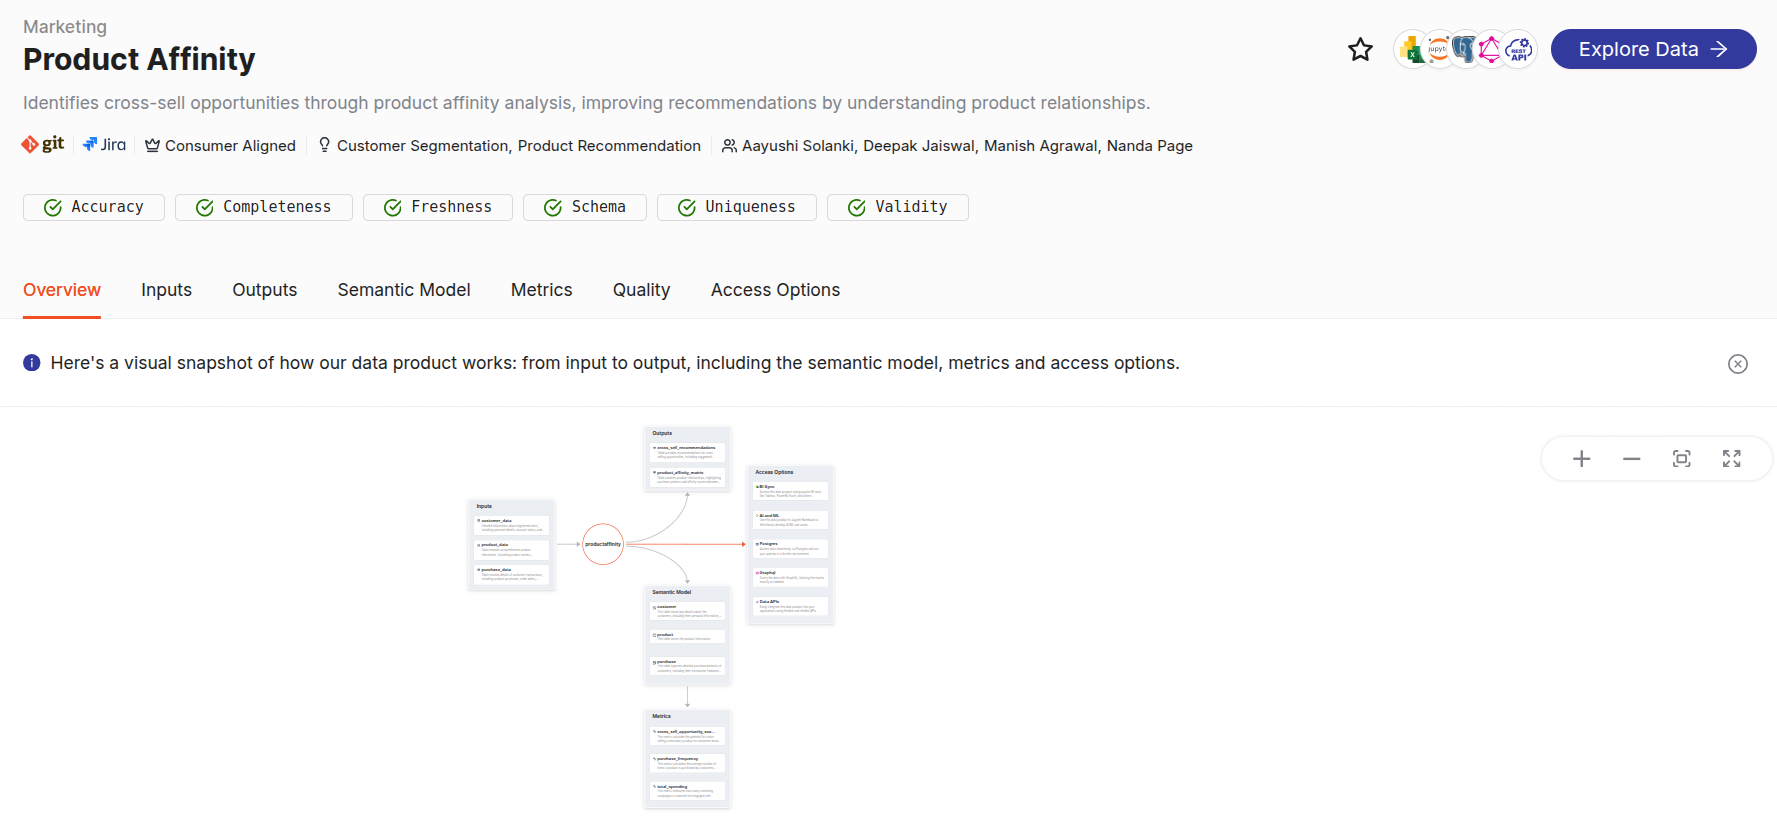 Marketing
Product Affinity
Explore Data
jupyt
REST
API
Identifies cross-sell opportunities through product affinity analysis, improving recommendations by understanding product relationships.
git
Jira
Consumer Aligned
Customer Segmentation, Product Recommendation
Aayushi Solanki, Deepak Jaiswal, Manish Agrawal, Nanda Page
Accuracy
Completeness
Freshness
Schema
Uniqueness
Validity
Overview
Inputs
Outputs
Semantic Model
Metrics
Quality
Access Options
Here's a visual snapshot of how our data product works: from input to output, including the semantic model, metrics and access options.
Inputs
customer_data
product_data
purchase_data
productaffinity
Outputs
cross_sell_recommendations
product_affinity_matrix
Semantic Model
customer
product
purchase
Metrics
cross_sell_opportunity_sco...
purchase_frequency
total_spending
Access Options
BI Sync
AI and ML
Postgres
Graphql
Data APIs